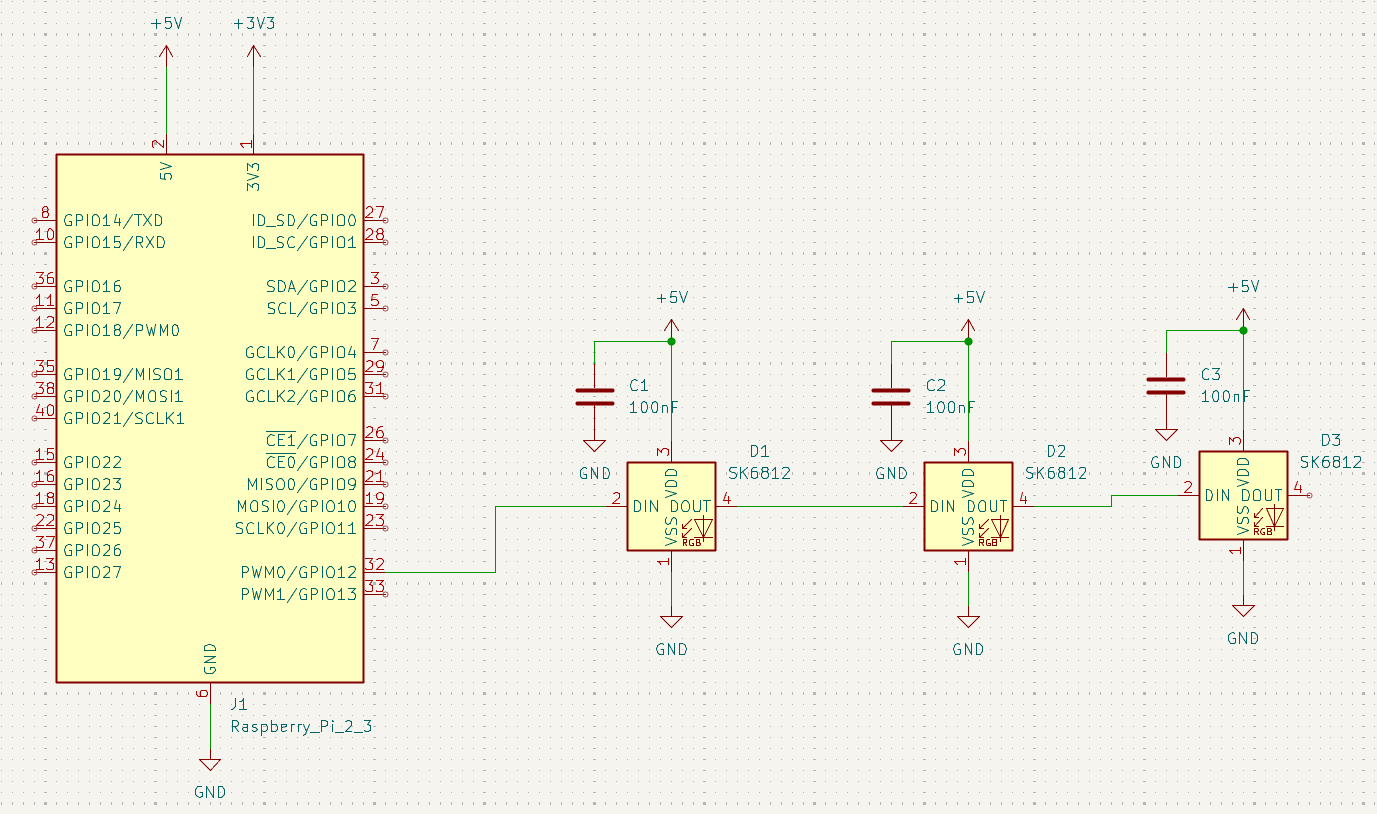 +5V
+3V3
2
1
5V
3V3
8
GPIO14/TXD
ID_SD/GPIO0
27
10
GPIO15/RXD
ID_SC/GPIO1
28
36
GPIO16
SDA/GPIO2
3
11
GPIO17
SCL/GPIO3
5
12
GPIO18/PWM0
GCLK0/GPIO4
7
35
GPIO19/MISO1
GCLK1/GPIO5
29
38
GPIO20/MOSI1
GCLK2/GPIO6
31
40
GPIO21/SCLK1
CE1/GPIO7
26
15
GPIO22
CE0/GPIO8
24
16
GPIO23
MISO0/GPIO9
21
18
GPIO24
MOSI0/GPIO10
19
22
GPIO25
SCLK0/GPIO11
23
37
GPIO26
13
GPIO27
PWM0/GPIO12
32
PWM1/GPIO13
33
GND
6
J1
Raspberry_Pi_2_3
GND
+5V
C1
100nF
GND
3
D1
SK6812
2
DIN
VDD
DOUT
4
VSS
RGB
1
GND
+5V
C2
100nF
GND
3
D2
SK6812
2
DIN
VDD
DOUT
4
VSS
RGB
1
GND
+5V
C3
100nF
GND
3
D3
SK6812
2
DIN
VDD
DOUT
4
VSS
RGB
1
GND